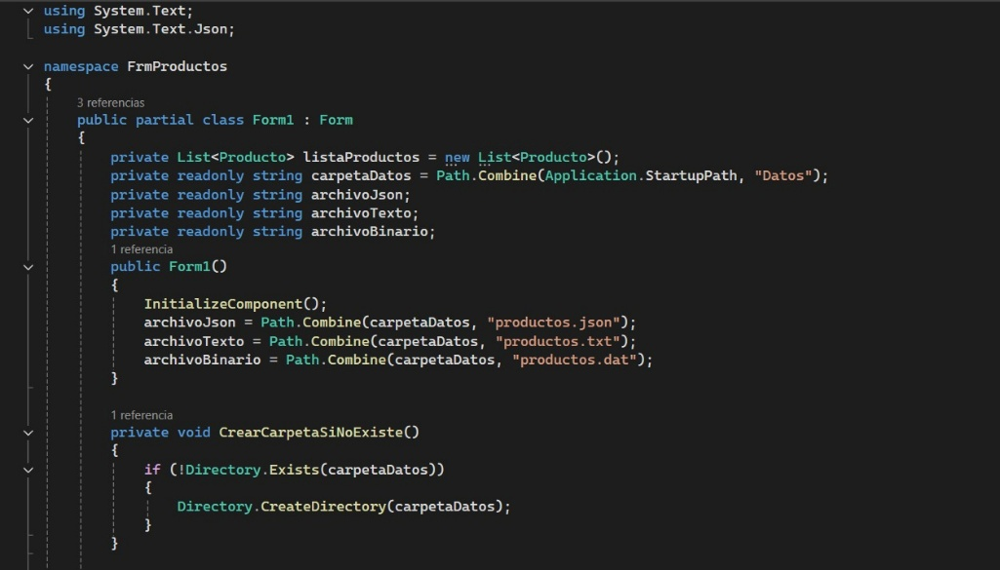 using System.Text;
using System.Text.Json;
namespace FrmProductos
{
3 referencias
public partial class Form1 : Form
{
private List<Producto> listaProductos = new List<Producto>();
private readonly string carpetaDatos = Path.Combine(Application.StartupPath, "Datos");
private readonly string archivoJson;
private readonly string archivoTexto;
private readonly string archivoBinario;
1 referencia
public Form1()
{
InitializeComponent();
archivoJson = Path.Combine(carpetaDatos, "productos.json");
archivoTexto = Path.Combine(carpetaDatos, "productos.txt");
archivoBinario = Path.Combine(carpetaDatos, "productos.dat");
}
1 referencia
private void CrearCarpetaSiNoExiste()
{
if (!Directory.Exists(carpetaDatos))
{
Directory.CreateDirectory(carpetaDatos);
}
}